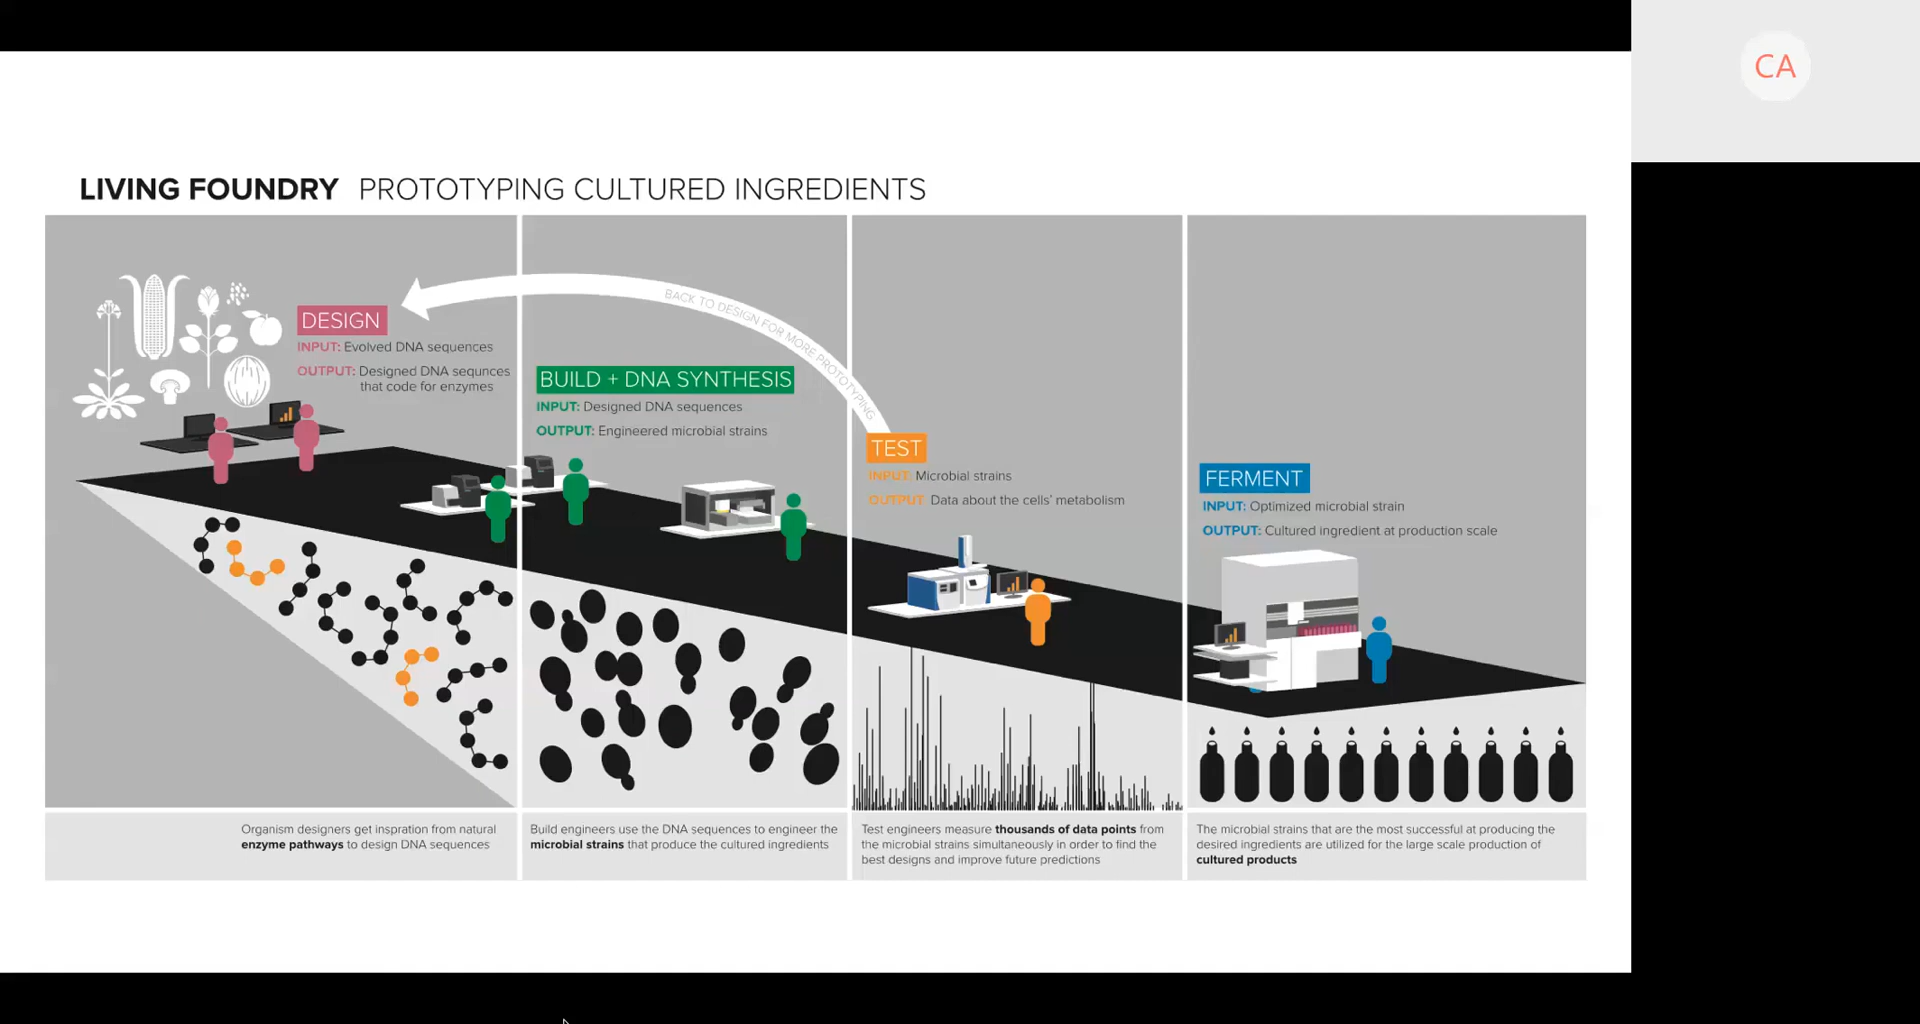 CA
LIVING FOUNDRY PROTOTYPING CULTURED INGREDIENTS
DESIGN
INPUT: Evolved DNA sequences
OUTPUT: Designed DNA sequnces
that code for enzymes
BACK TO DESIGN FOR MORE PROTOTYPING
BUILD + DNA SYNTHESIS
INPUT: Designed DNA sequences
OUTPUT: Engineered microbial strains
TEST
INPUT: Microbial strains
OUTPUT: Data about the cells' metabolism
FERMENT
INPUT: Optimized microbial strain
OUTPUT: Cultured ingredient at production scale
Organism designers get inspration from natural
enzyme pathways to design DNA sequences
Build engineers use the DNA sequences to engineer the
microbial strains that produce the cultured ingredients
Test engineers measure thousands of data points from
the microbial strains simultaneously in order to find the
best designs and improve future predictions
The microbial strains that are the most successful at producing the
desired ingredients are utilized for the large scale production of
cultured products